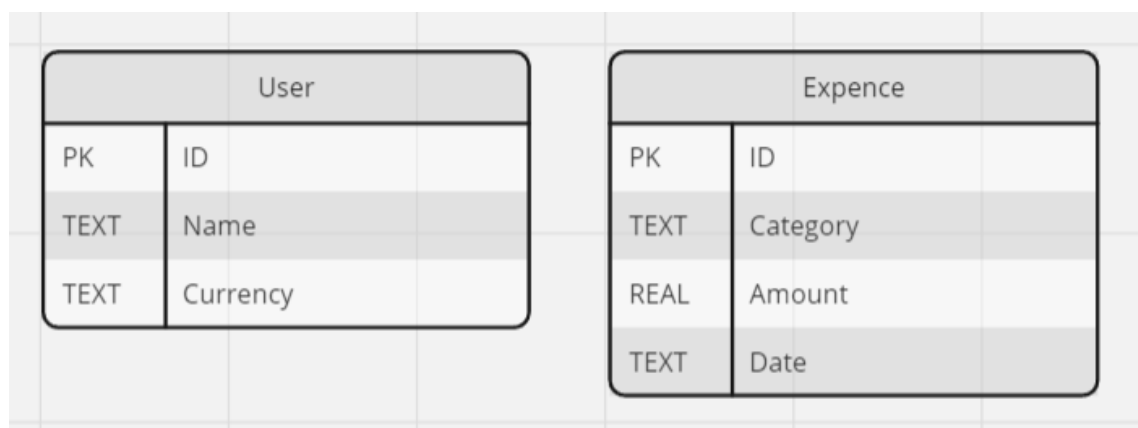 User
PK ID
TEXT Name
TEXT Currency
Expence
PK ID
TEXT Category
REAL Amount
TEXT Date